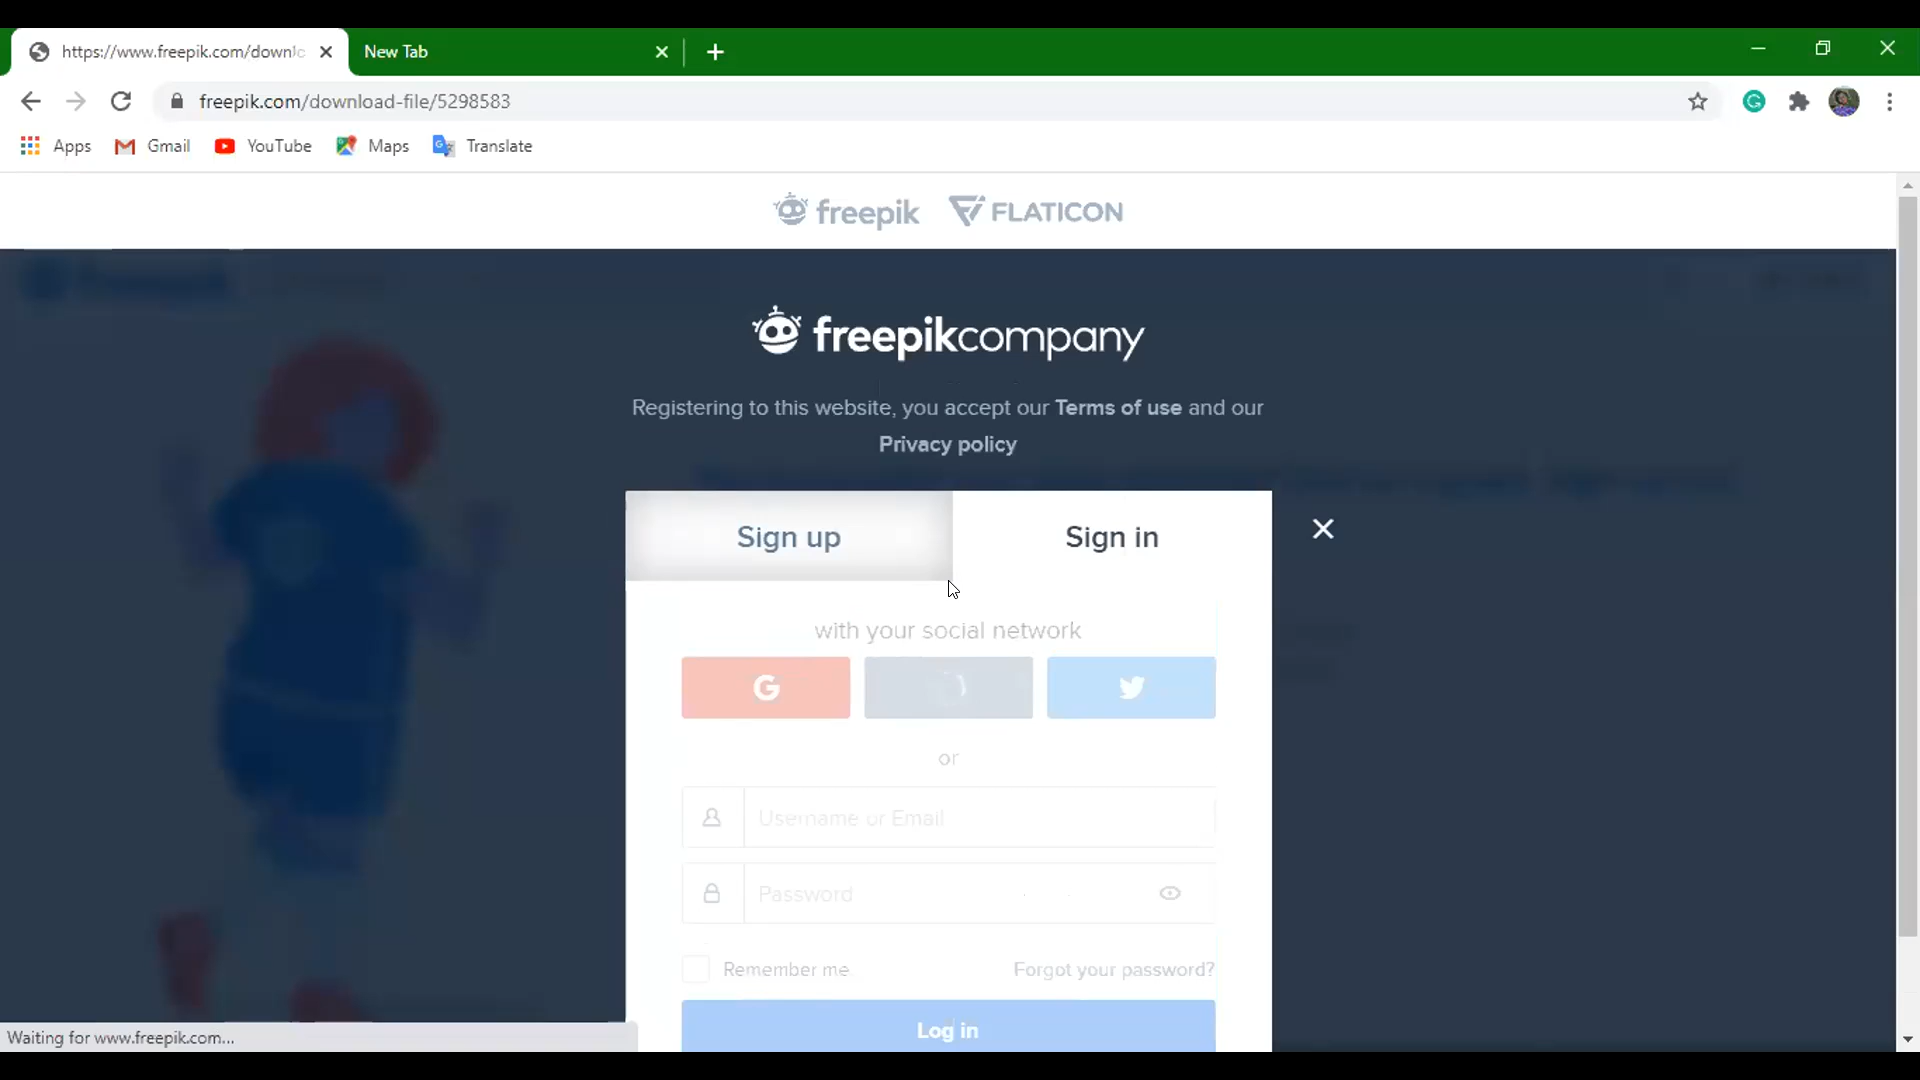 https://www.freepik.com/downlo
New Tab
freepik.com/download-file/5298583
Apps
Gmail
YouTube
Maps
Translate
freepik
FLATICON
freepikcompany
Registering to this website, you accept our Terms of use and our
Privacy policy
Sign up
Sign in
with your social network
or
Username or Email
Password
Remember me
Forgot your password?
Log in
Waiting for www.freepik.com...